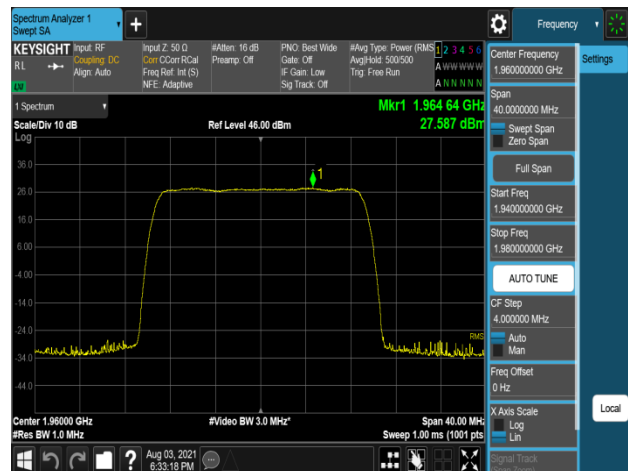 Spectrum Analyzer 1
Swept SA
+
Frequency
KEYSIGHT
RL
Input: RF
Coupling: DC
Align: Auto
LXI
Input Z: 50 Ω
Corr CCorr RCal
Freq Ref: Int (S)
NFE: Adaptive
#Atten: 16 dB
Preamp: Off
PNO: Best Wide
Gate: Off
IF Gain: Low
Sig Track: Off
#Avg Type: Power (RMS
Avg|Hold: 500/500
Trig: Free Run
1 2 3 4 5 6
A W W W W W
A N N N N N
1 Spectrum
Scale/Div 10 dB
Log
Ref Level 46.00 dBm
Mkr1 1.964 64 GHz
27.587 dBm
1
36.0
26.0
16.0
6.00
-4.00
-14.0
-24.0
-34.0
-44.0
RMS
Center 1.96000 GHz
#Res BW 1.0 MHz
#Video BW 3.0 MHz*
Span 40.00 MHz
Sweep 1.00 ms (1001 pts
?
Aug 03, 2021
6:33:18 PM
Center Frequency
1.960000000 GHz
Span
40.0000000 MHz
Swept Span
Zero Span
Full Span
Start Freq
1.940000000 GHz
Stop Freq
1.980000000 GHz
AUTO TUNE
CF Step
4.000000 MHz
Auto
Man
Freq Offset
0 Hz
X Axis Scale
Log
Lin
Signal Track
Settings
Local